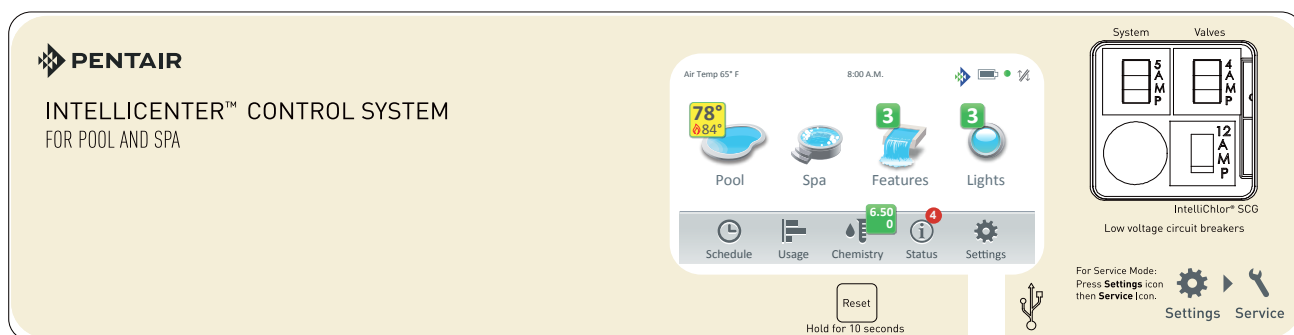 PENTAIR
INTELLICENTER™ CONTROL SYSTEM
FOR POOL AND SPA
Air Temp 65° F
8:00 A.M.
78°
84°
3
3
Pool
Spa
Features
Lights
6.50
0
4
Schedule
Usage
Chemistry
Status
Settings
Reset
Hold for 10 seconds
System
Valves
5 AMP
4 AMP
12 AMP
IntelliChlor® SCG
Low voltage circuit breakers
For Service Mode:
Press Settings icon
then Service Icon.
Settings
Service